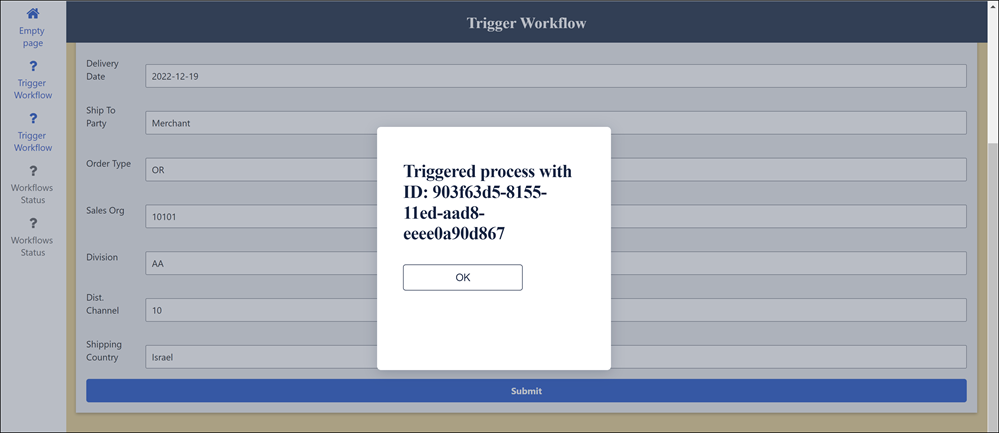 Empty
page
?
Trigger
Workflow
?
Trigger
Workflow
?
Workflows
Status
?
Workflows
Status
Trigger Workflow
Delivery
Date
2022-12-19
Ship To
Party
Merchant
Order Type
OR
Sales Org
10101
Division
AA
Dist.
Channel
10
Shipping
Country
Israel
Submit
Triggered process with
ID: 903f63d5-8155-
11ed-aad8-
eeee0a90d867
OK